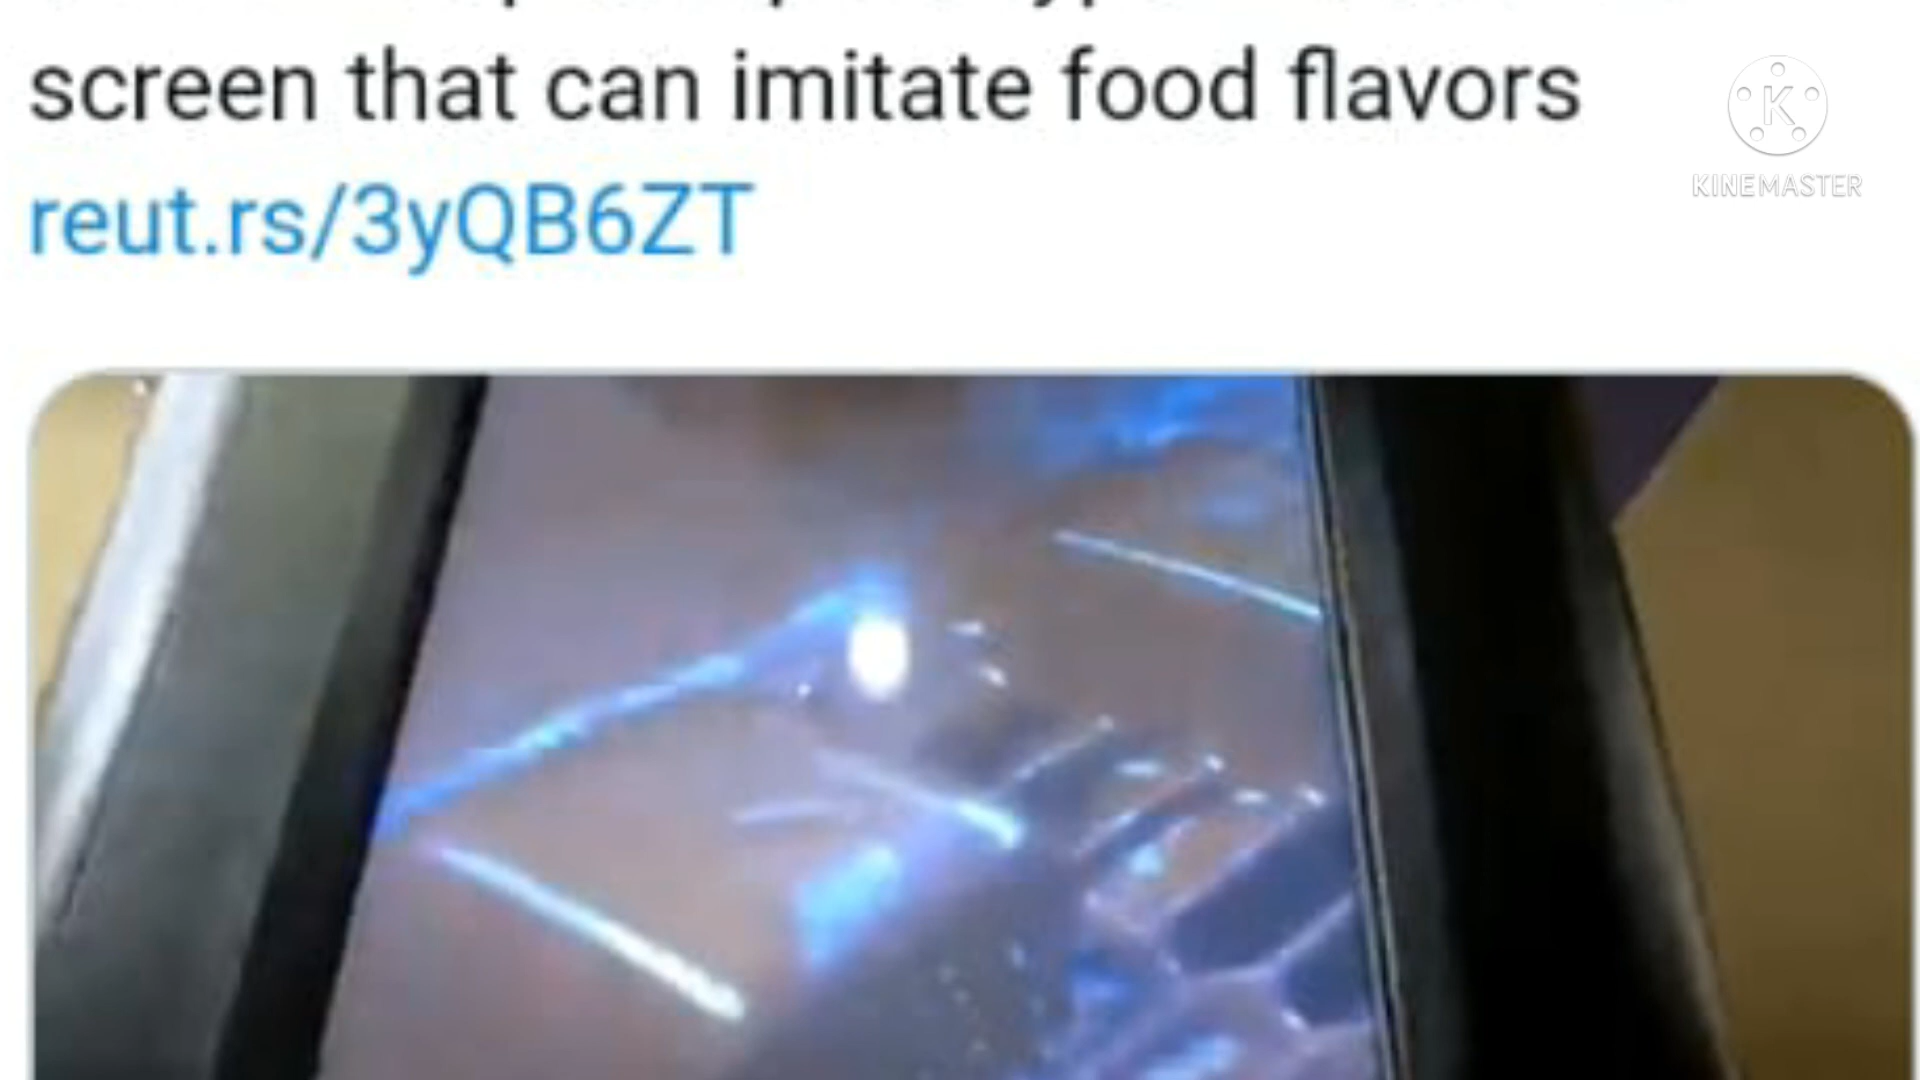 screen that can imitate food flavors
reut.rs/3yQB6ZT
K
KINEMASTER